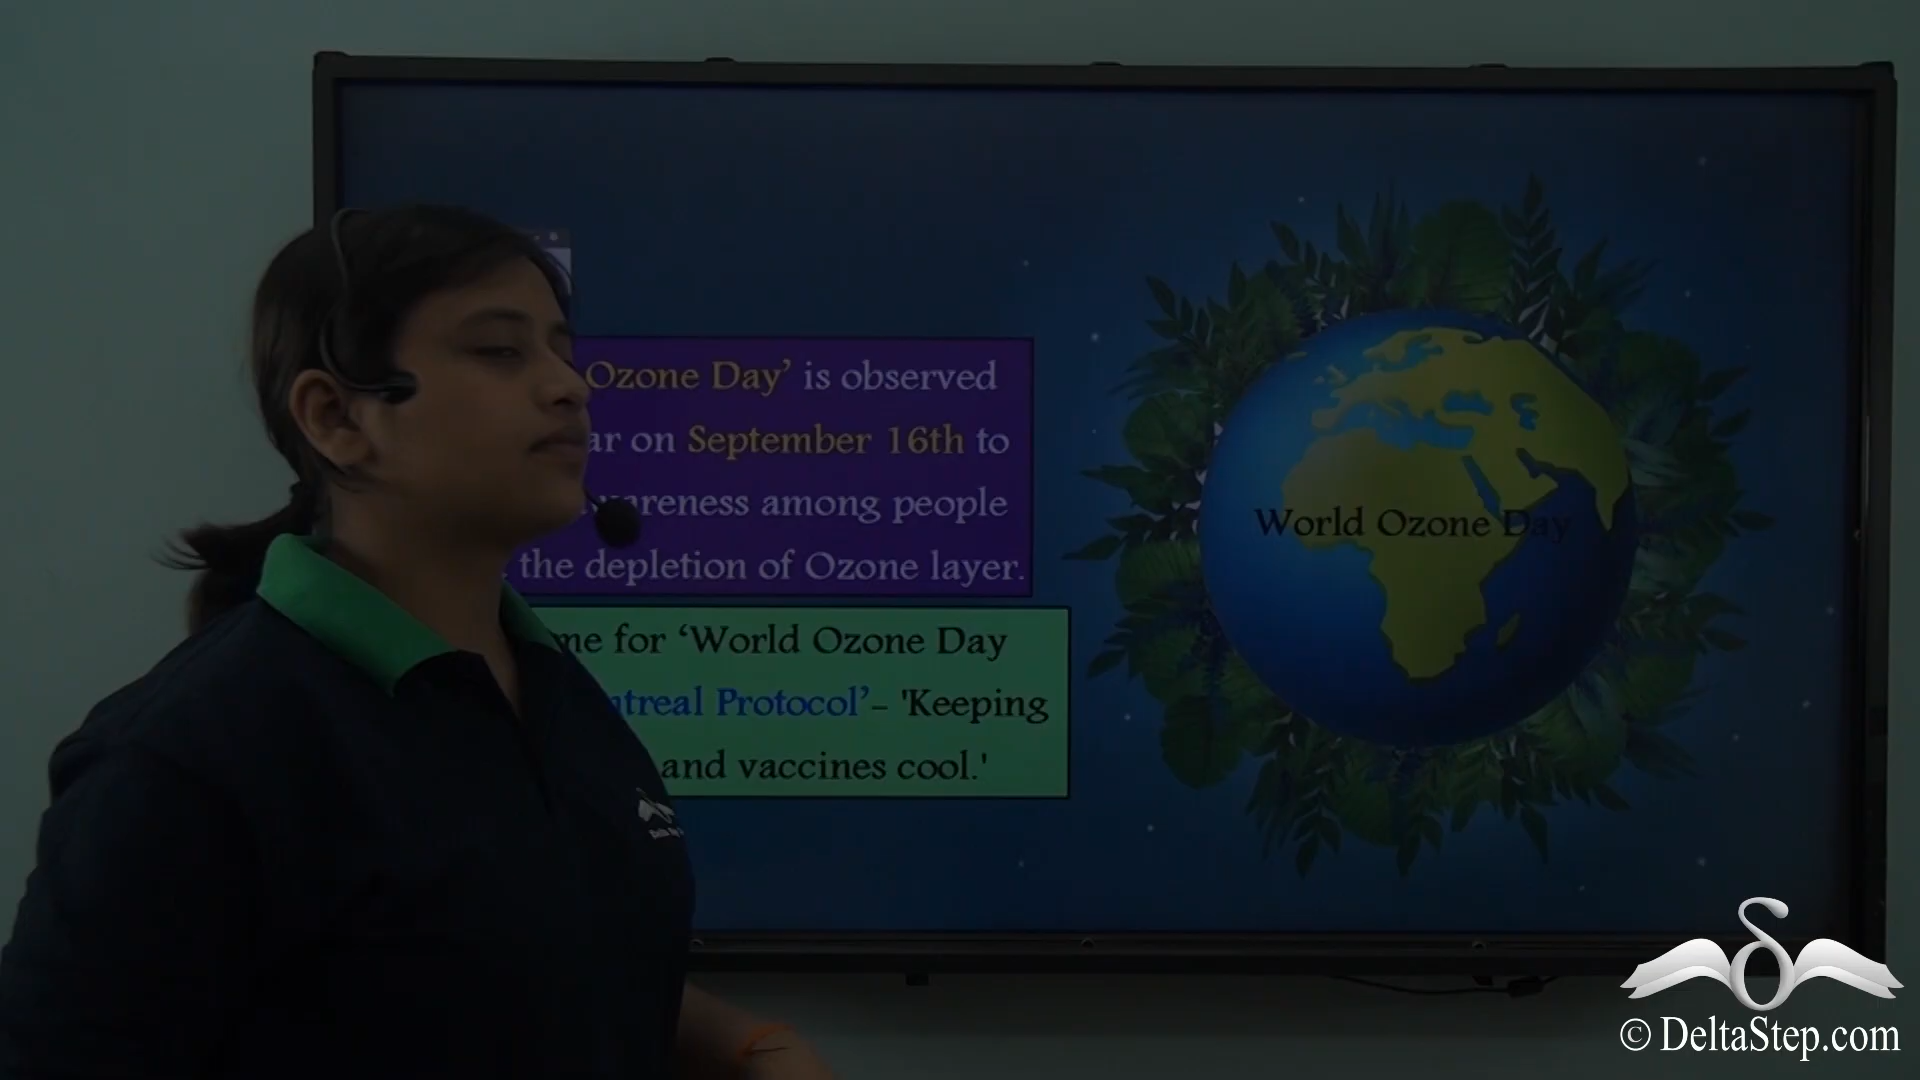 Ozone Day’ is observed
ar on September 16th to
wareness among people
the depletion of Ozone layer.
me for ‘World Ozone Day
ntreal Protocol’– 'Keeping
and vaccines cool.'
World Ozone Day
© DeltaStep.com